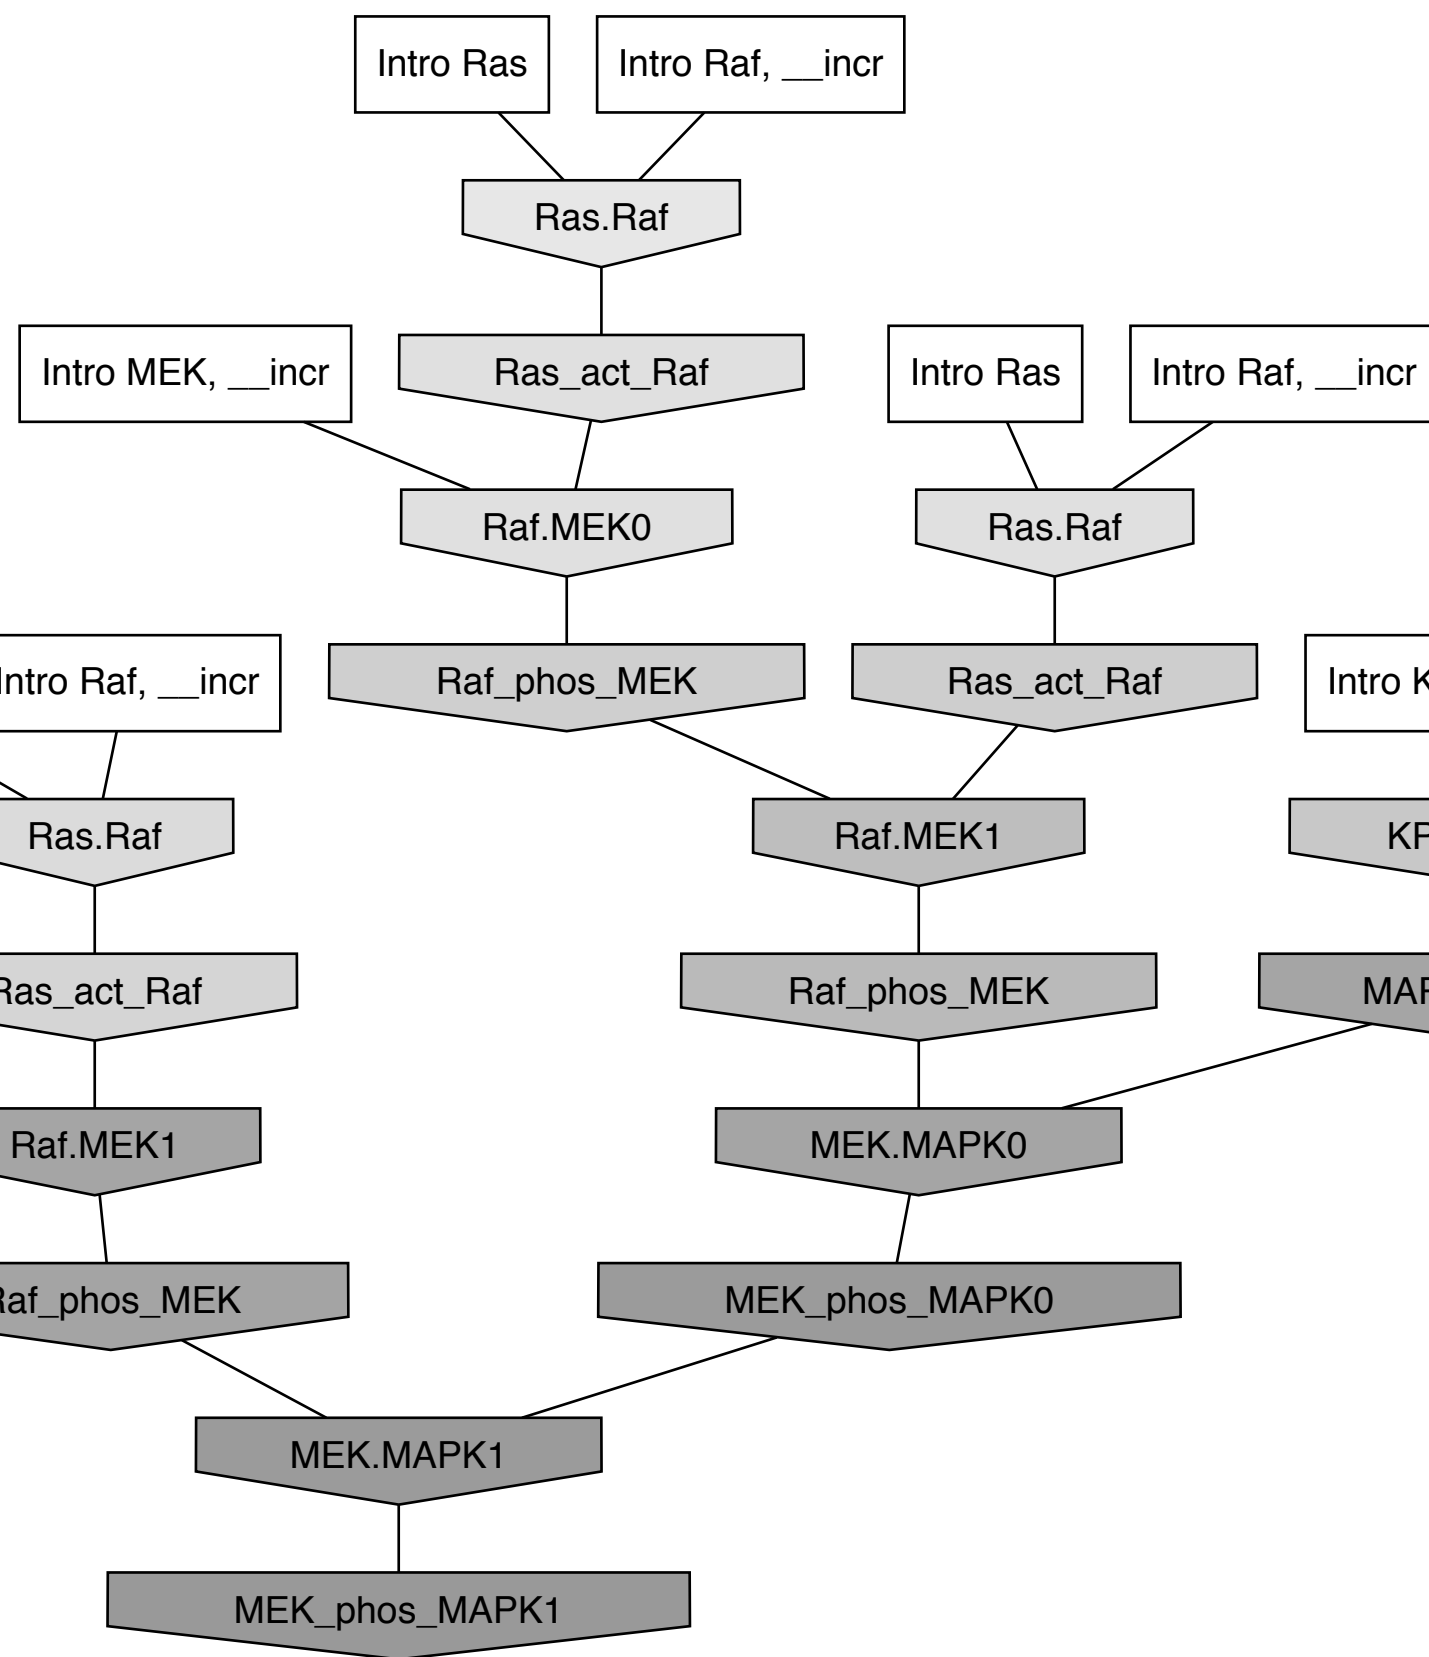 Intro Ras
Intro Raf, __incr
Ras.Raf
Intro MEK, __incr
Ras_act_Raf
Intro Ras
Intro Raf, __incr
Raf.MEK0
Ras.Raf
Intro Raf, __incr
Raf_phos_MEK
Ras_act_Raf
Intro
Ras.Raf
Raf.MEK1
Ras_act_Raf
Raf_phos_MEK
Raf.MEK1
MEK.MAPK0
Raf_phos_MEK
MEK_phos_MAPK0
MEK.MAPK1
MEK_phos_MAPK1